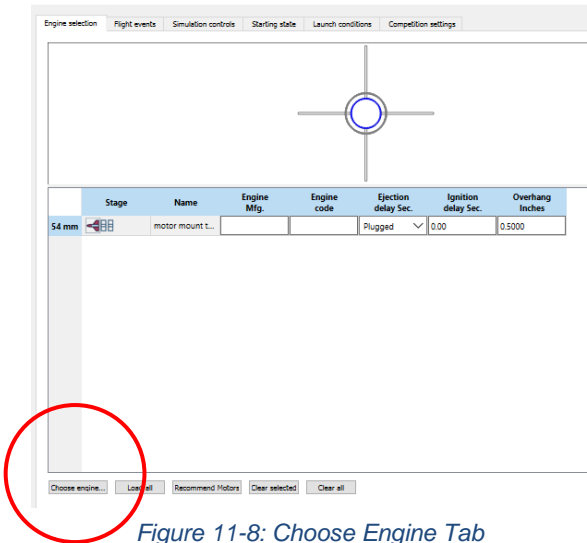 Engine selection Flight events Simulation controls Starting state Launch conditions Competition settings
Stage Name Engine Mfg. Engine code Ejection delay Sec. Ignition delay Sec. Overhang Inches
54 mm motor mount t... Plugged 0.00 0.5000
Choose engine... Load all Recommend Motors Clear selected Clear all
Figure 11-8: Choose Engine Tab